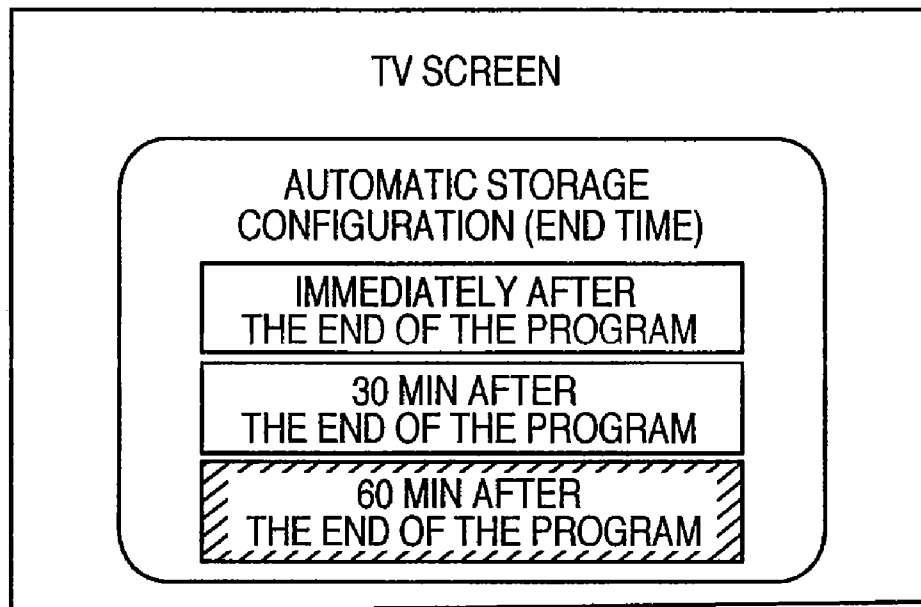 TV SCREEN
AUTOMATIC STORAGE
CONFIGURATION (END TIME)
IMMEDIATELY AFTER
THE END OF THE PROGRAM
30 MIN AFTER
THE END OF THE PROGRAM
60 MIN AFTER
THE END OF THE PROGRAM